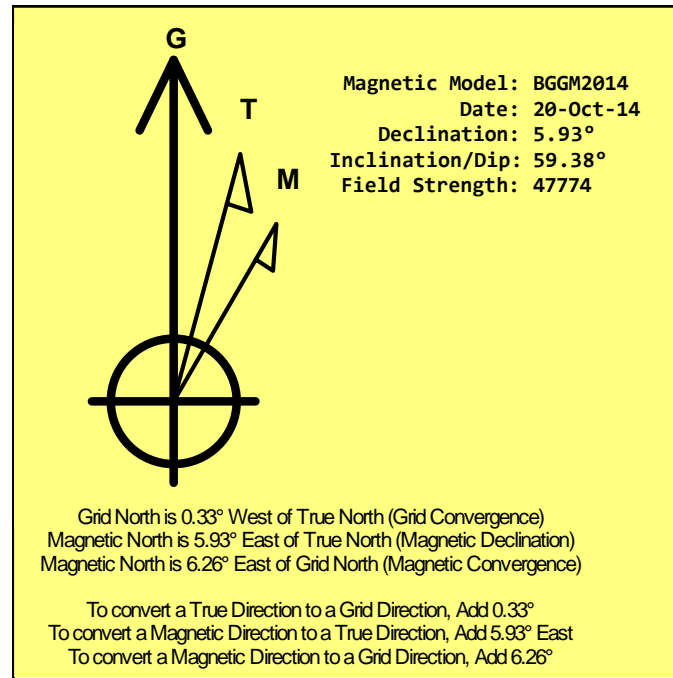 G
T
M
Magnetic Model: BGGM2014
Date: 20-Oct-14
Declination: 5.93°
Inclination/Dip: 59.38°
Field Strength: 47774
Grid North is 0.33° West of True North (Grid Convergence)
Magnetic North is 5.93° East of True North (Magnetic Declination)
Magnetic North is 6.26° East of Grid North (Magnetic Convergence)
To convert a True Direction to a Grid Direction, Add 0.33°
To convert a Magnetic Direction to a True Direction, Add 5.93° East
To convert a Magnetic Direction to a Grid Direction, Add 6.26°